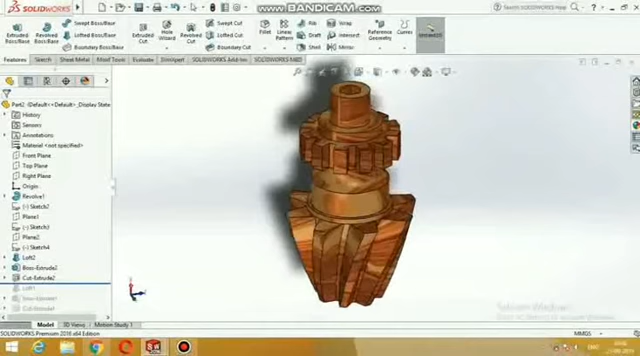 SOLIDWORKS
www.BANDICAM.com
Search SOLIDWORKS Help
Extruded Boss/Base
Revolved Boss/Base
Swept Boss/Base
Lofted Boss/Base
Boundary Boss/Base
Extruded Cut
Hole Wizard
Revolved Cut
Swept Cut
Lofted Cut
Boundary Cut
Fillet
Linear Pattern
Rib
Draft
Shell
Wrap
Intersect
Mirror
Reference Geometry
Curves
Instant3D
Features
Sketch
Sheet Metal
Mold Tools
Evaluate
DimXpert
SOLIDWORKS Add-Ins
SOLIDWORKS MBD
Part2 (Default<<Default>_Display State
History
Sensors
Annotations
Material <not specified>
Front Plane
Top Plane
Right Plane
Origin
Revolve1
(-) Sketch2
Plane1
(-) Sketch3
Plane2
(-) Sketch4
Loft2
Boss-Extrude2
Cut-Extrude2
Model
3D Views
Motion Study 1
SOLIDWORKS Premium 2016 x64 Edition
MMGS